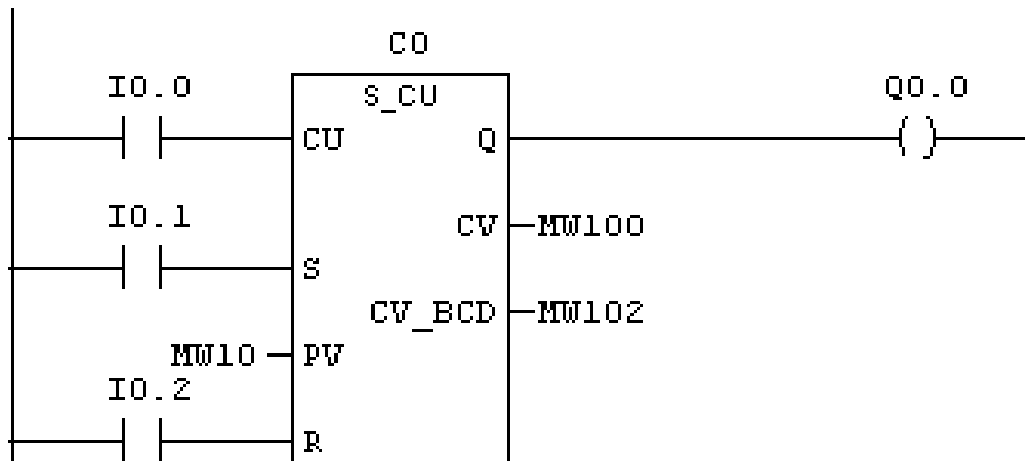 C0
I0.0
S_CU
Q0.0
CU
Q
I0.1
CV
MW100
S
CV_BCD
MW102
MW10
PV
I0.2
R